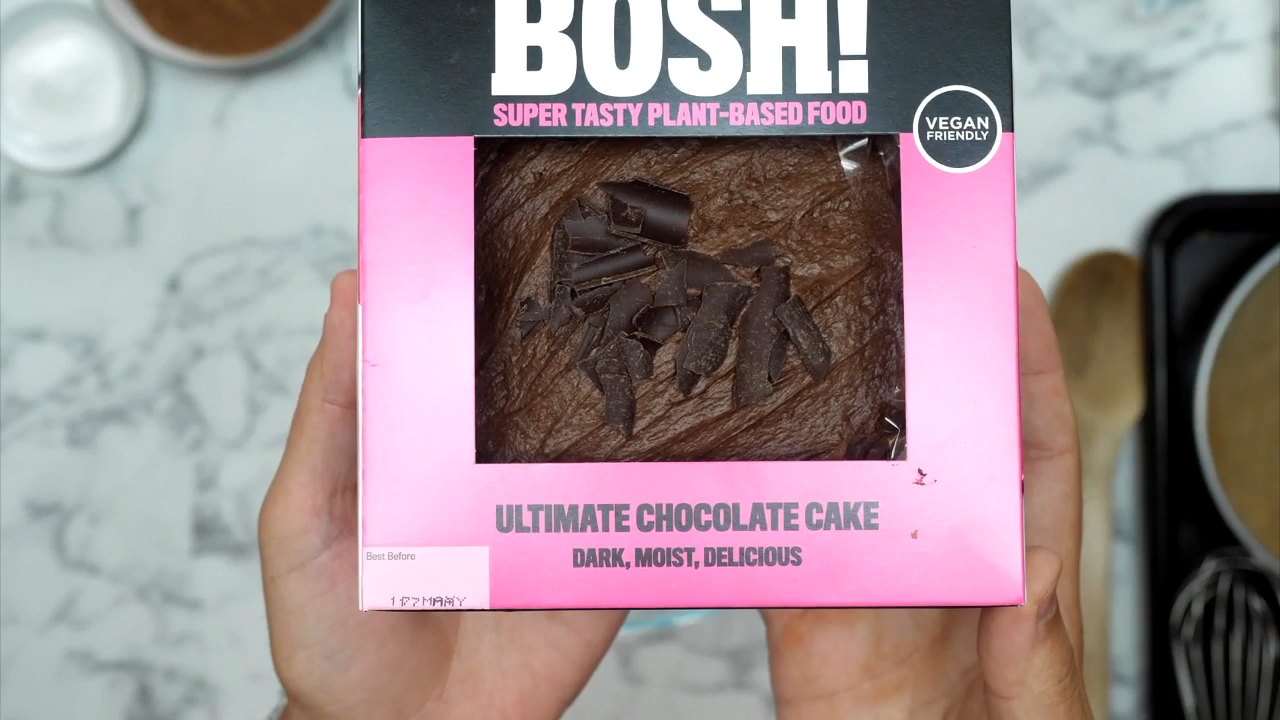 BOSH!
SUPER TASTY PLANT-BASED FOOD
VEGAN
FRIENDLY
ULTIMATE CHOCOLATE CAKE
DARK, MOIST, DELICIOUS
Best Before